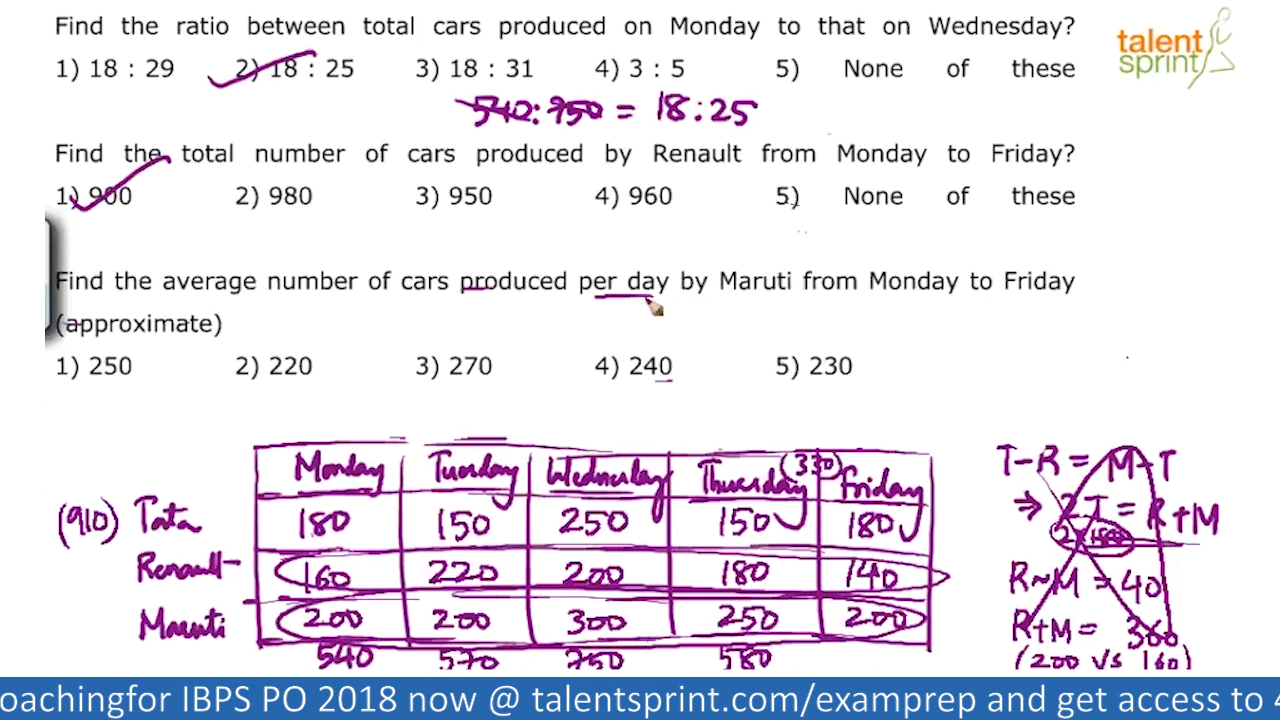 Find the ratio between total cars produced on Monday to that on Wednesday?
talent
sprint
1) 18 : 29 2) 18 : 25 3) 18 : 31 4) 3 : 5 5) None of these
540:750 = 18:25
Find the total number of cars produced by Renault from Monday to Friday?
1) 900 2) 980 3) 950 4) 960 5) None of these
Find the average number of cars produced per day by Maruti from Monday to Friday
(approximate)
1) 250 2) 220 3) 270 4) 240 5) 230
Monday Tuesday Wednesday Thursday (330) Friday
(910) Tata 180 150 250 150 180
Renault 160 220 200 180 140
Maruti 200 200 300 250 200
540 570 750 580
T-R = M-T
⇒ 2T = R+M
R~M = 40
R+M = 360
(200 vs 160)
oachingfor IBPS PO 2018 now @ talentsprint.com/examprep and get access to 4